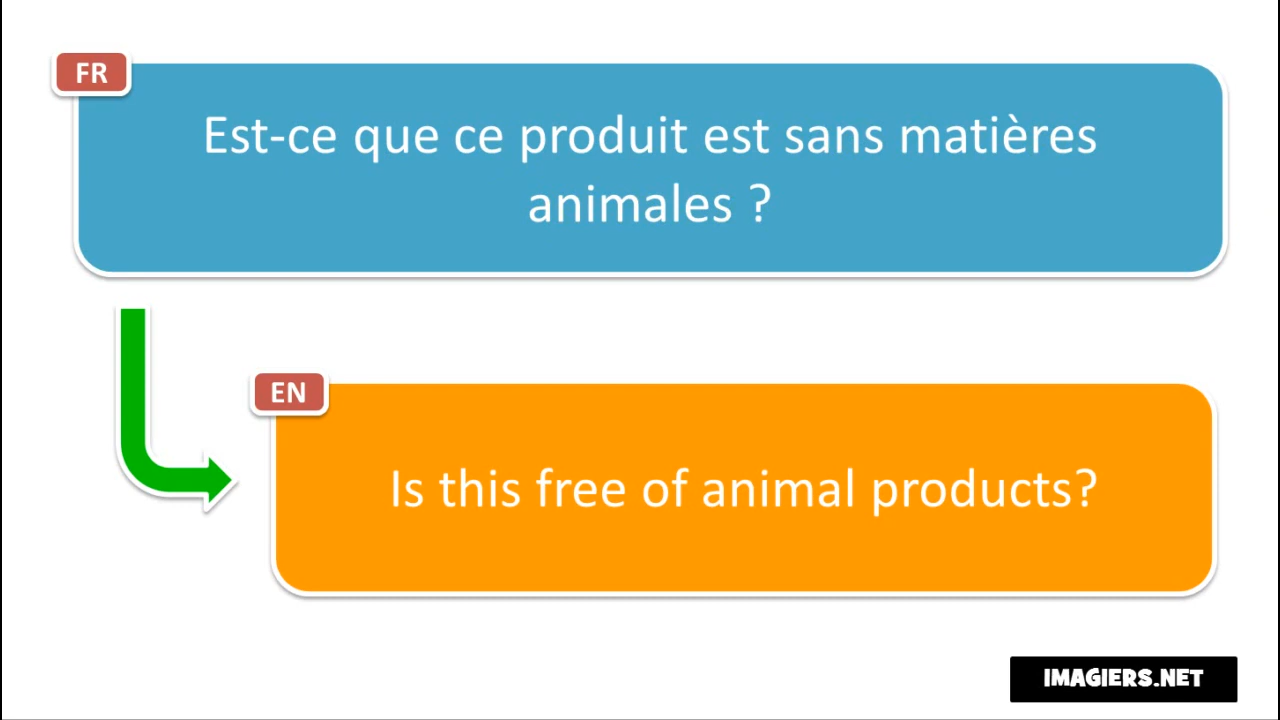 FR
Est-ce que ce produit est sans matières
animales ?
EN
Is this free of animal products?
IMAGIERS.NET